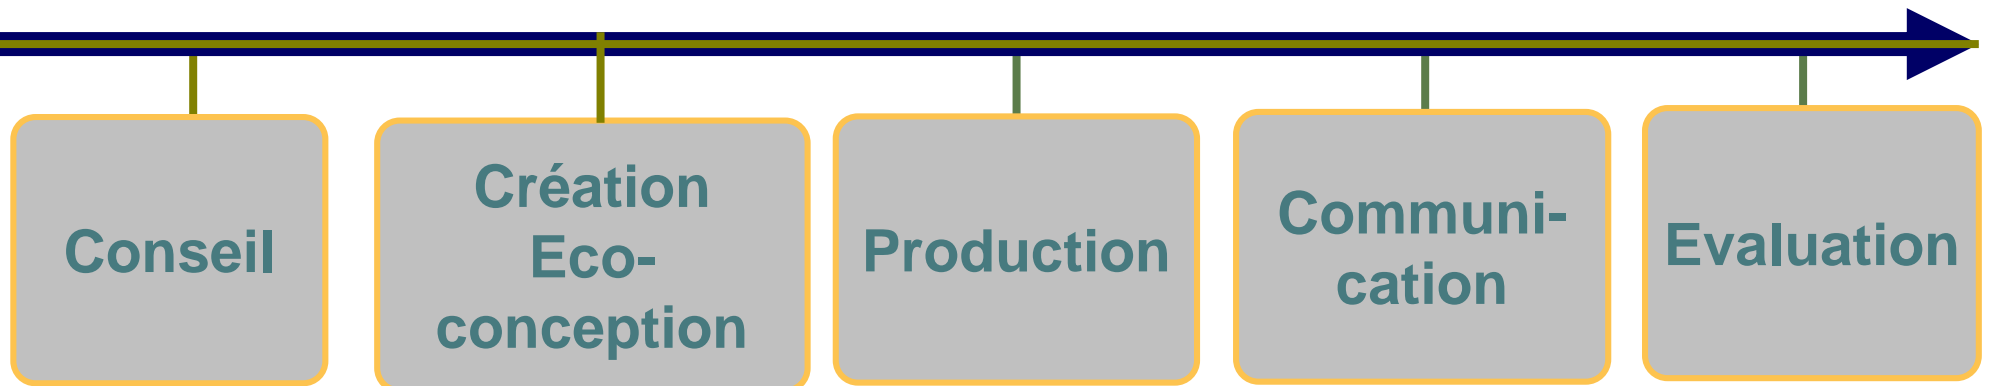 Conseil
Création
Eco-
conception
Production
Communi-
cation
Evaluation